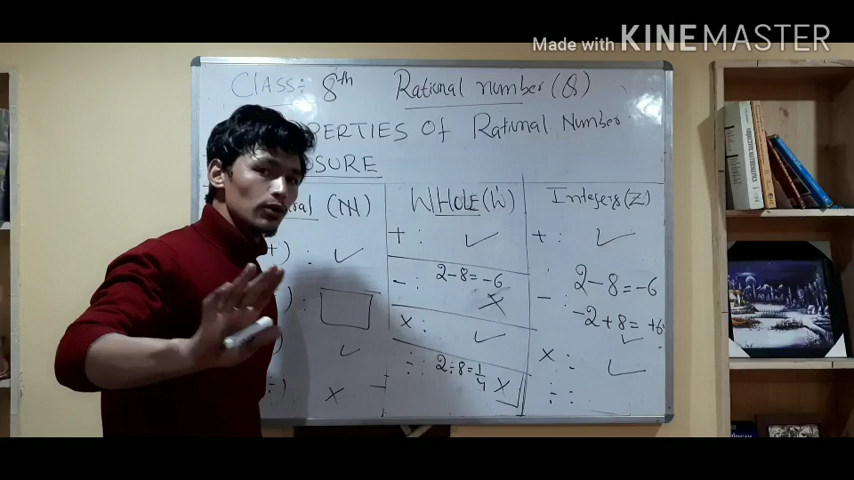 Made with KINEMASTER
CLASS:- 8th Rational number (Q)
PERTIES Of Rational Number
OSURE
(N) WHOLE (W) Integers (Z)
+) : ✓ + : ✓ + : ✓
) : - : 2-8=-6 × - : 2-8=-6
-2+8=+6 ✓
) ✓ × : ✓ × : ✓
÷) × ÷ : 2÷8=1/4 × ÷ :